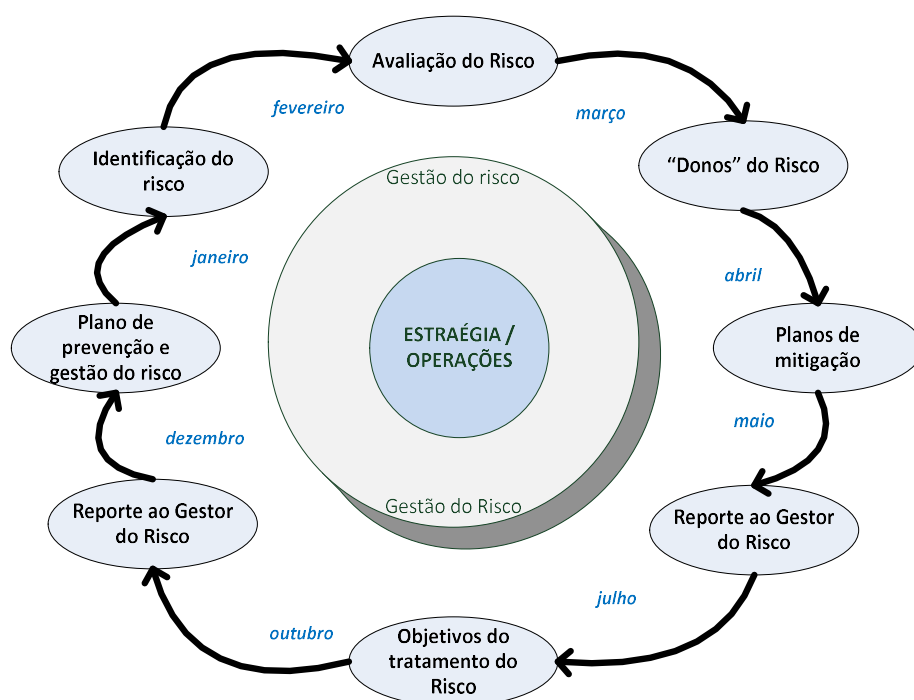 Avaliação do Risco
fevereiro
março
Identificação do
risco
“Donos” do Risco
Gestão do risco
janeiro
abril
Plano de
prevenção e
gestão do risco
ESTRAÉGIA /
OPERAÇÕES
Planos de
mitigação
dezembro
maio
Reporte ao Gestor
do Risco
Gestão do Risco
Reporte ao Gestor
do Risco
julho
outubro
Objetivos do
tratamento do
Risco